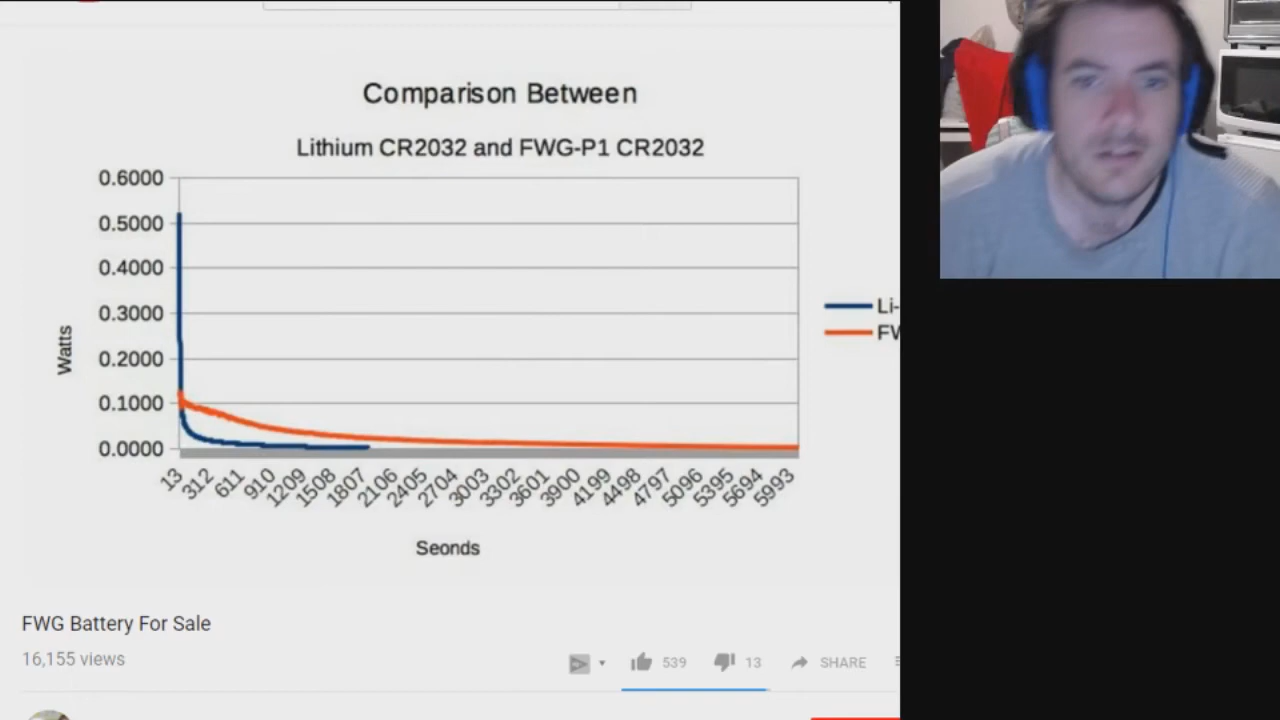 Comparison Between
Lithium CR2032 and FWG-P1 CR2032
0.6000
0.5000
0.4000
0.3000
0.2000
0.1000
0.0000
Watts
13 312 611 910 1209 1508 1807 2106 2405 2704 3003 3302 3601 3900 4199 4498 4797 5096 5395 5694 5993
Seonds
Li-
FW
FWG Battery For Sale
16,155 views
539 13 SHARE